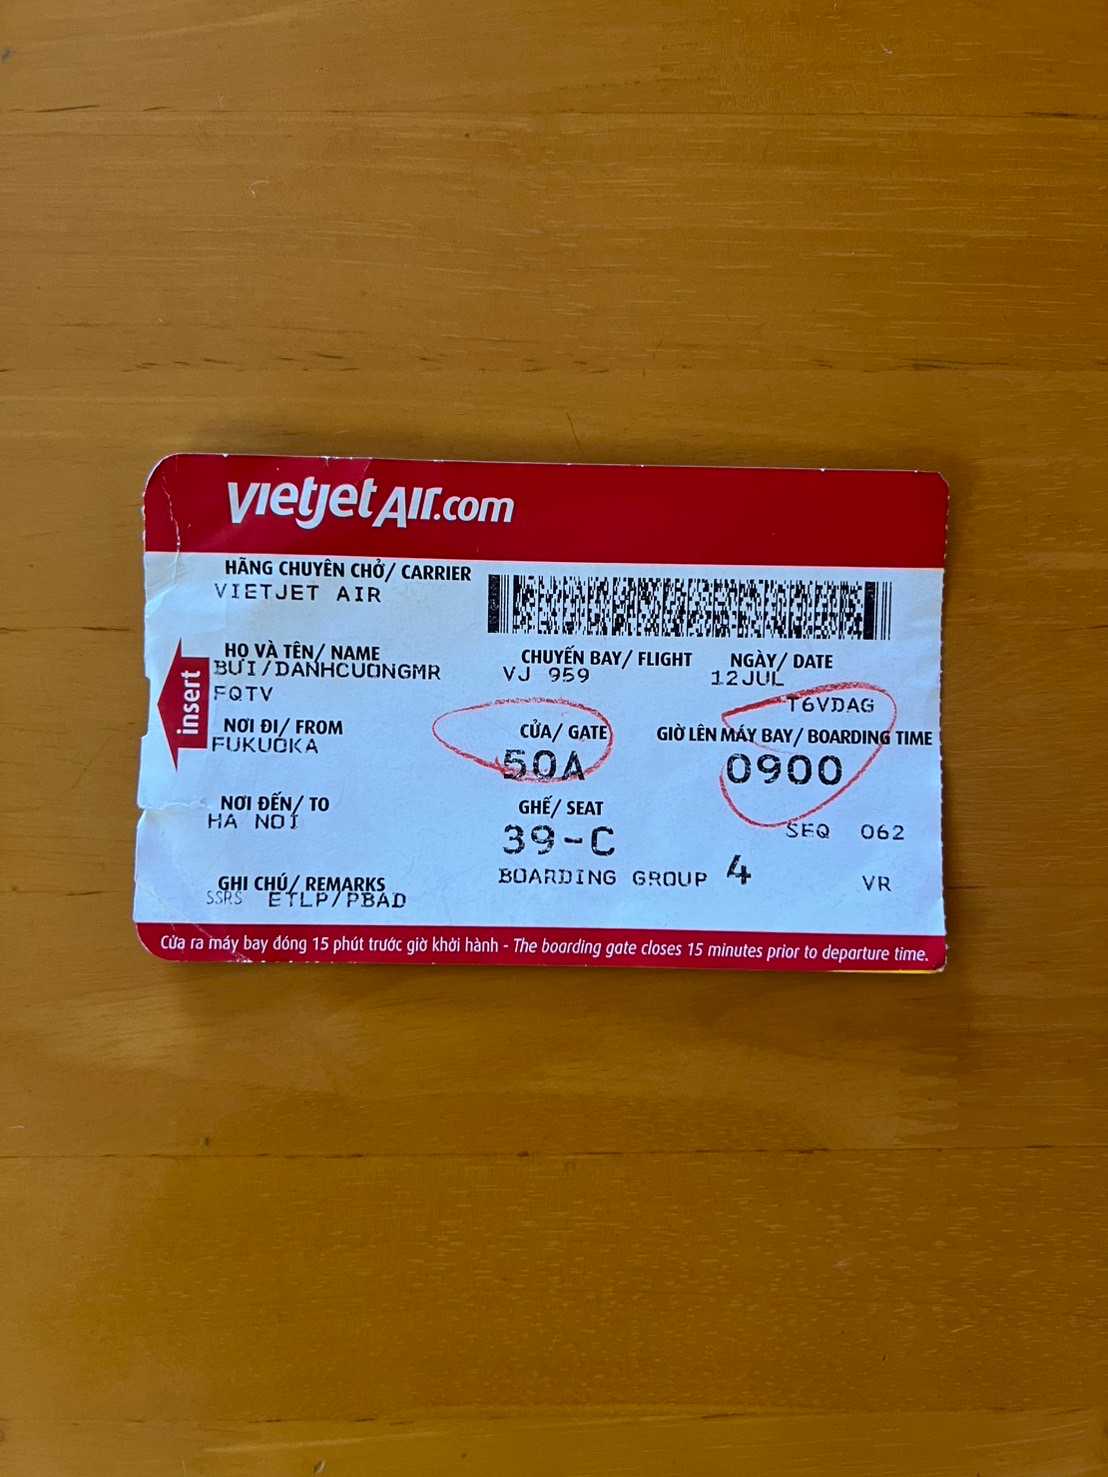 vietjetAir.com
HÃNG CHUYÊN CHỞ/ CARRIER
VIETJET AIR
HỌ VÀ TÊN/ NAME
BUI/DANHCUONGMR
FQTV
CHUYẾN BAY/ FLIGHT
VJ 959
NGÀY/ DATE
12JUL
T6VDAG
NƠI ĐI/ FROM
FUKUOKA
CỬA/ GATE
50A
GIỜ LÊN MÁY BAY/ BOARDING TIME
0900
NƠI ĐẾN/ TO
HA NOI
GHẾ/ SEAT
39-C
SEQ 062
BOARDING GROUP 4
VR
GHI CHÚ/ REMARKS
SSRS ETLP/PBAD
insert
Cửa ra máy bay đóng 15 phút trước giờ khởi hành - The boarding gate closes 15 minutes prior to departure time.